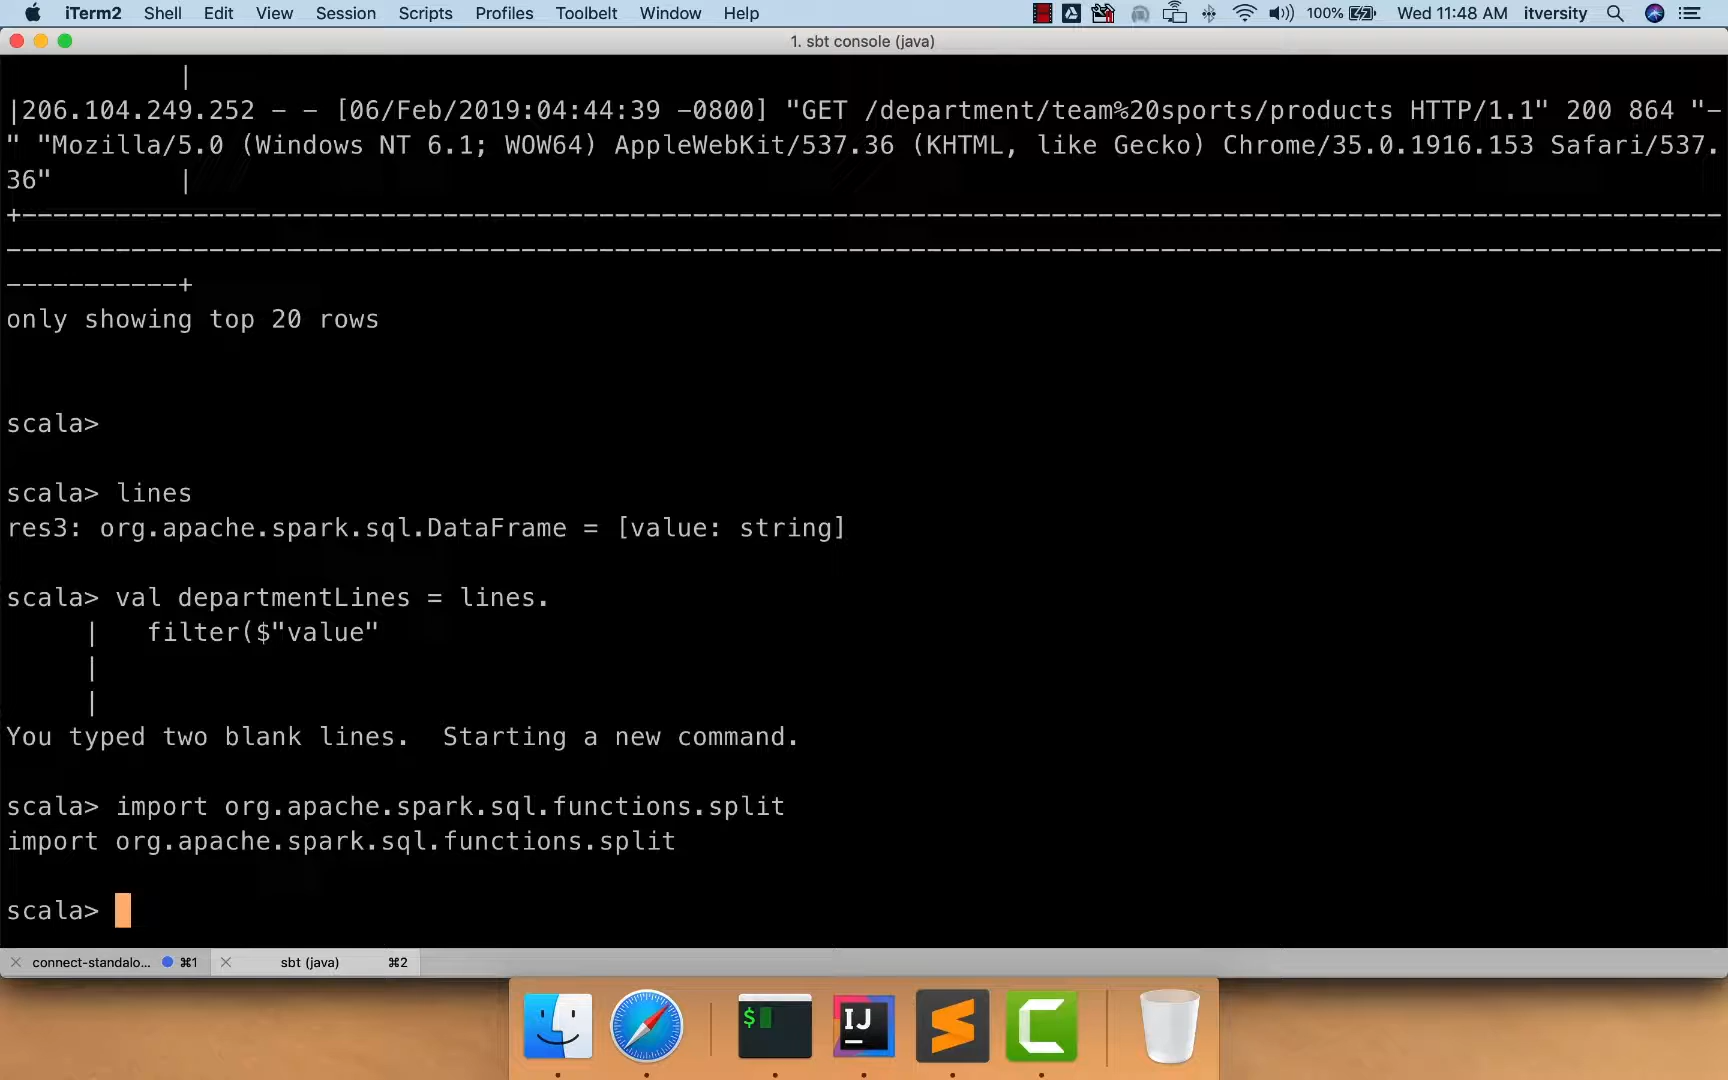 iTerm2 Shell Edit View Session Scripts Profiles Toolbelt Window Help 100% Wed 11:48 AM itversity
1. sbt console (java)
|
|206.104.249.252 - - [06/Feb/2019:04:44:39 -0800] "GET /department/team%20sports/products HTTP/1.1" 200 864 "-
" "Mozilla/5.0 (Windows NT 6.1; WOW64) AppleWebKit/537.36 (KHTML, like Gecko) Chrome/35.0.1916.153 Safari/537.
36" |
+-------------------------------------------------------------------------------------------------------------
--------------------------------------------------------------------------------------------------------------
-----------+
only showing top 20 rows
scala>
scala> lines
res3: org.apache.spark.sql.DataFrame = [value: string]
scala> val departmentLines = lines.
| filter($"value"
|
|
You typed two blank lines.  Starting a new command.
scala> import org.apache.spark.sql.functions.split
import org.apache.spark.sql.functions.split
scala>
connect-standalo... ⌘1 sbt (java) ⌘2
$ IJ